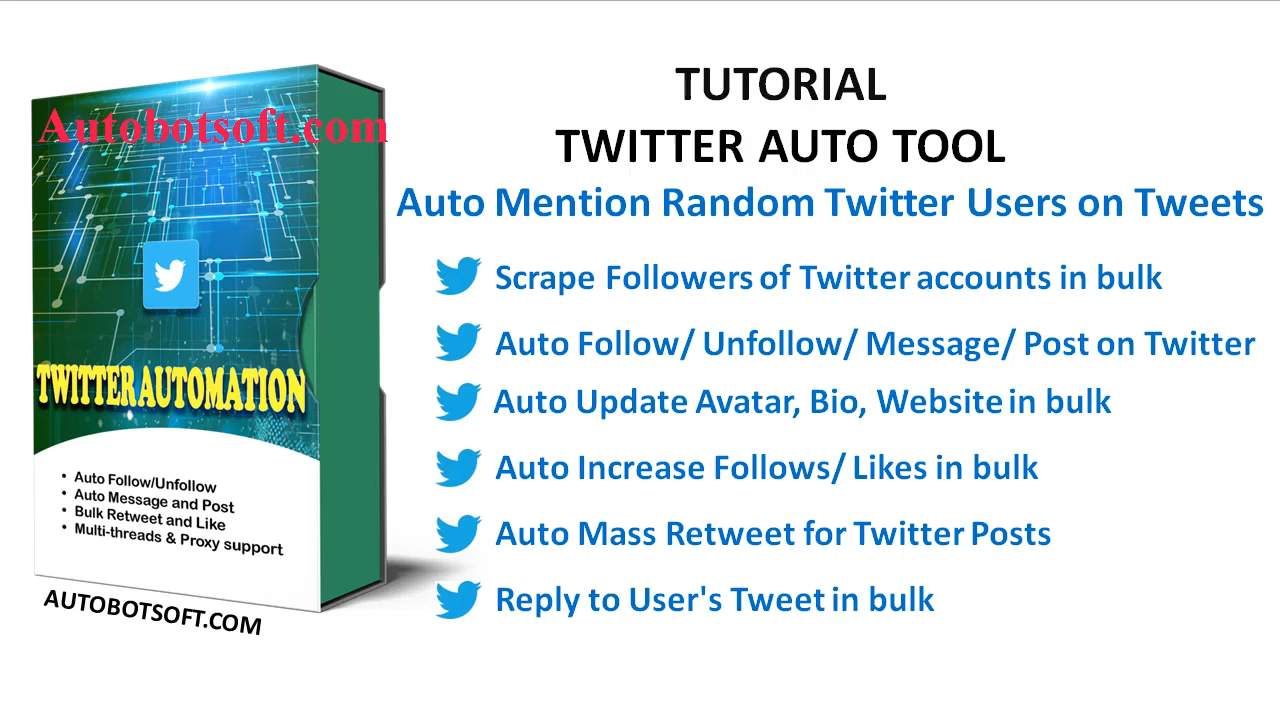 Autobotsoft.com
TWITTER AUTOMATION
• Auto Follow/Unfollow
• Auto Message and Post
• Bulk Retweet and Like
• Multi-threads & Proxy support
AUTOBOTSOFT.COM
TUTORIAL
TWITTER AUTO TOOL
Auto Mention Random Twitter Users on Tweets
Scrape Followers of Twitter accounts in bulk
Auto Follow/ Unfollow/ Message/ Post on Twitter
Auto Update Avatar, Bio, Website in bulk
Auto Increase Follows/ Likes in bulk
Auto Mass Retweet for Twitter Posts
Reply to User's Tweet in bulk